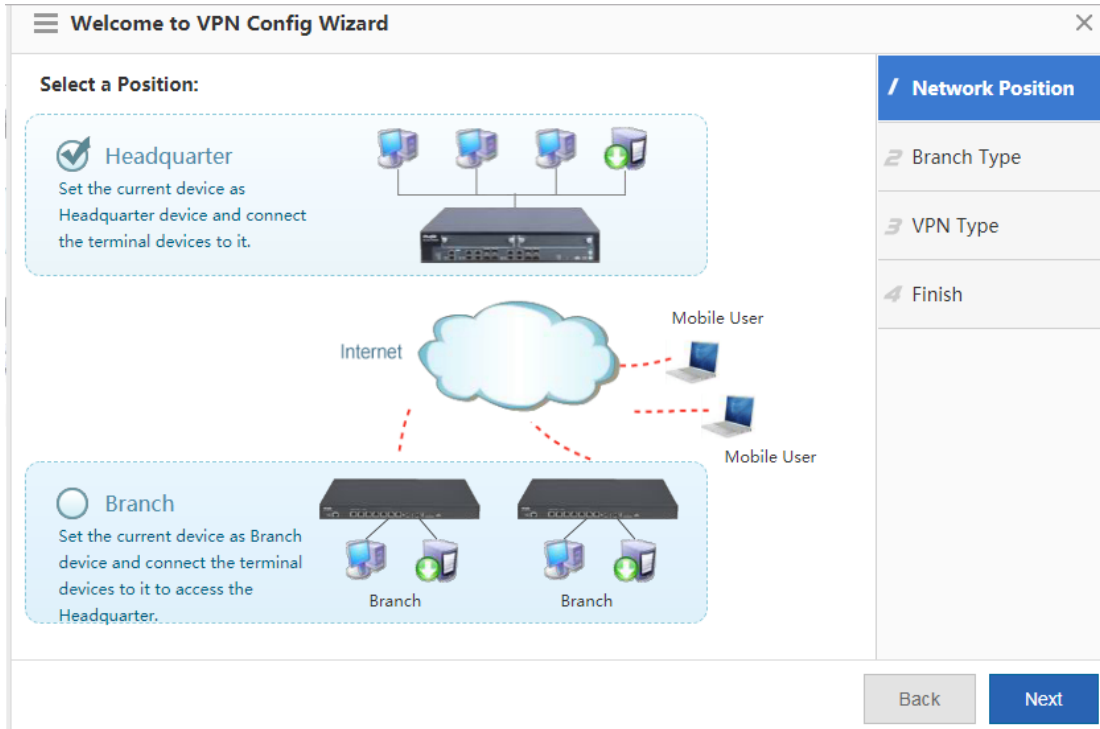 Welcome to VPN Config Wizard
Select a Position:
Headquarter
Set the current device as
Headquarter device and connect
the terminal devices to it.
Internet
Mobile User
Mobile User
Branch
Set the current device as Branch
device and connect the terminal
devices to it to access the
Headquarter.
Branch
Branch
1 Network Position
2 Branch Type
3 VPN Type
4 Finish
Back
Next